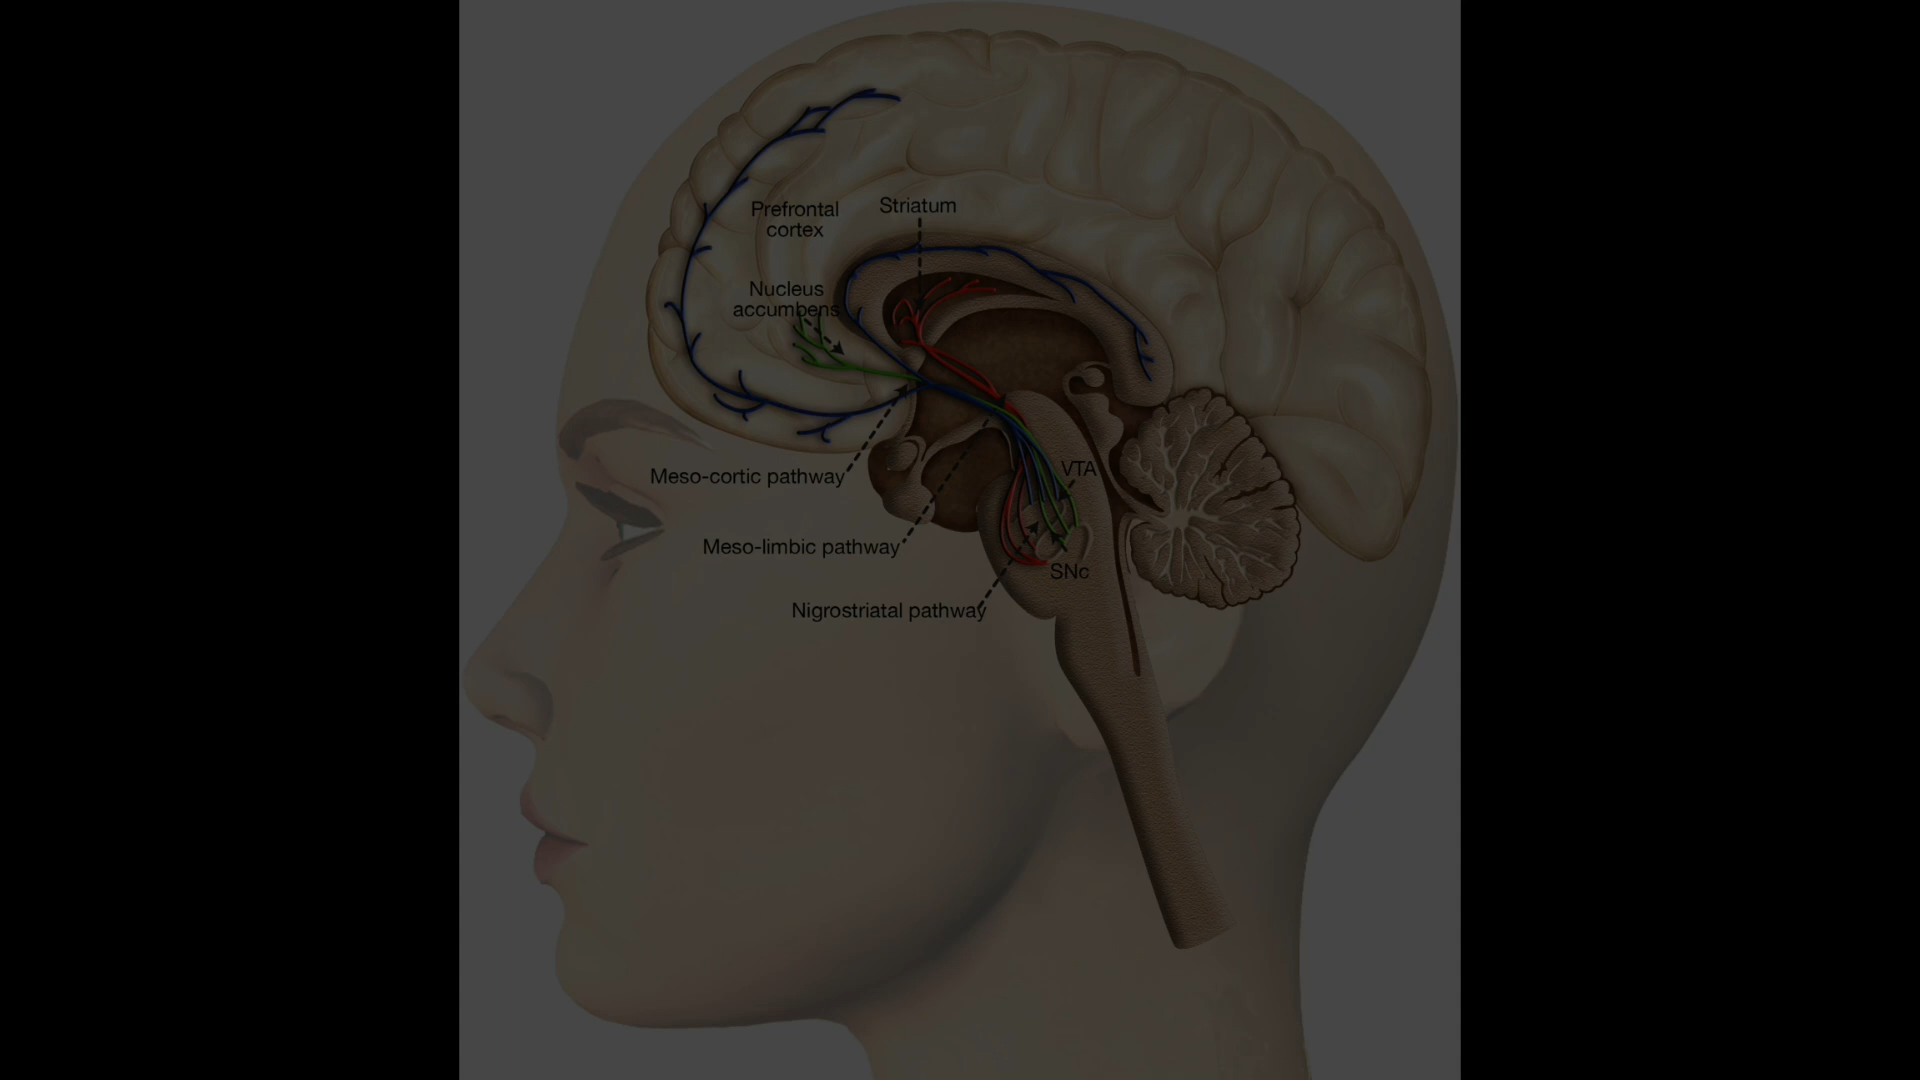 Prefrontal
cortex
Striatum
Nucleus
accumbens
Meso-cortic pathway
VTA
Meso-limbic pathway
SNc
Nigrostriatal pathway